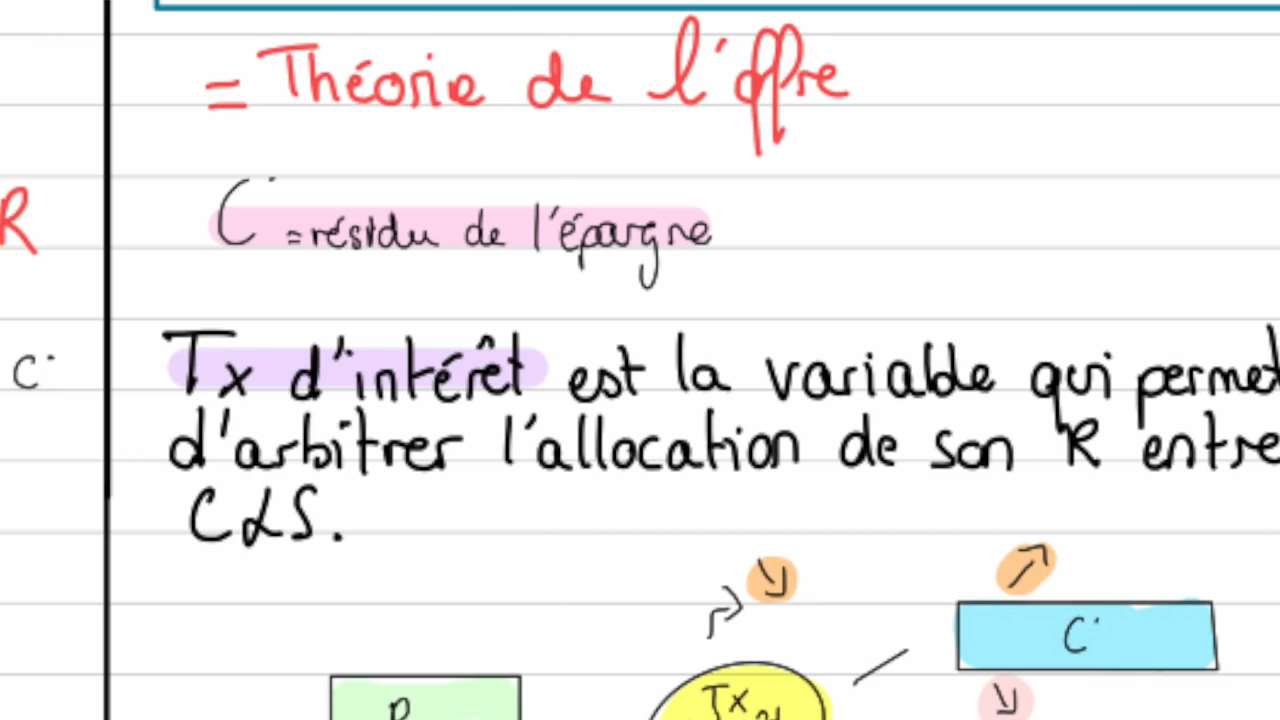 = Théorie de l'offre
R
C° = résidu de l'épargne
C° Tx d'intérêt est la variable qui permet
d'arbitrer l'allocation de son R entre
C & S.
↘ ↗
C°
R Tx ↘